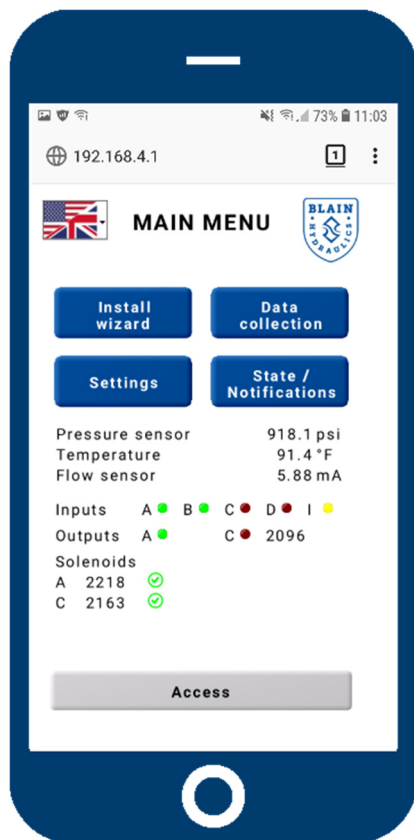 73% 11:03
192.168.4.1 1
MAIN MENU
BLAIN
HYDRAULICS
Install
wizard
Data
collection
Settings
State /
Notifications
Pressure sensor 918.1 psi
Temperature 91.4 °F
Flow sensor 5.88 mA
Inputs A B C D I
Outputs A C 2096
Solenoids
A 2218
C 2163
Access